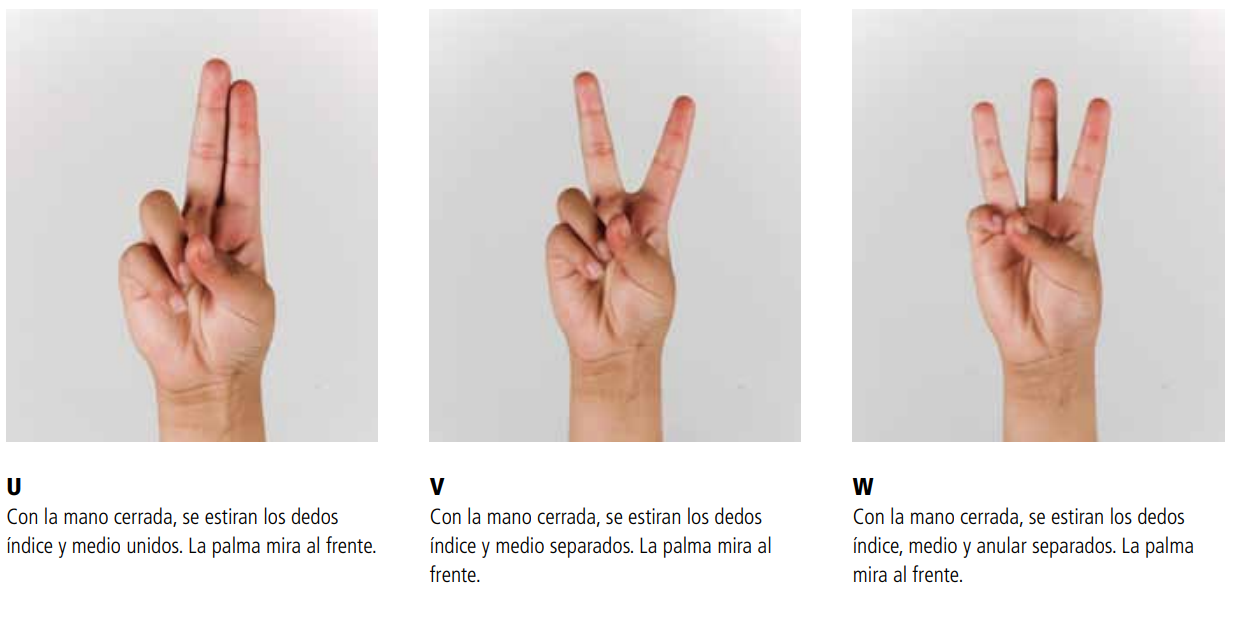 U
Con la mano cerrada, se estiran los dedos
índice y medio unidos. La palma mira al frente.
V
Con la mano cerrada, se estiran los dedos
índice y medio separados. La palma mira al
frente.
W
Con la mano cerrada, se estiran los dedos
índice, medio y anular separados. La palma
mira al frente.